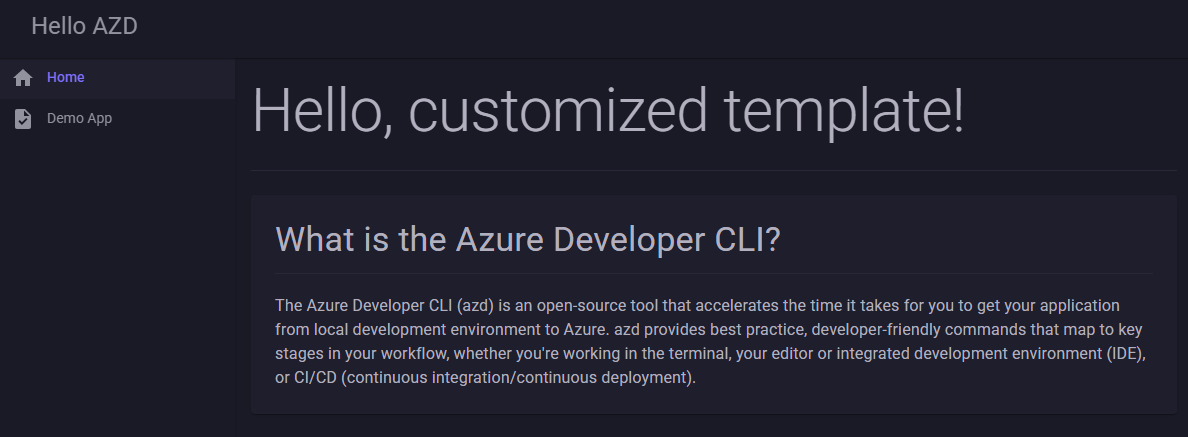 Hello AZD
Home
Demo App
Hello, customized template!
What is the Azure Developer CLI?
The Azure Developer CLI (azd) is an open-source tool that accelerates the time it takes for you to get your application
from local development environment to Azure. azd provides best practice, developer-friendly commands that map to key
stages in your workflow, whether you're working in the terminal, your editor or integrated development environment (IDE),
or CI/CD (continuous integration/continuous deployment).